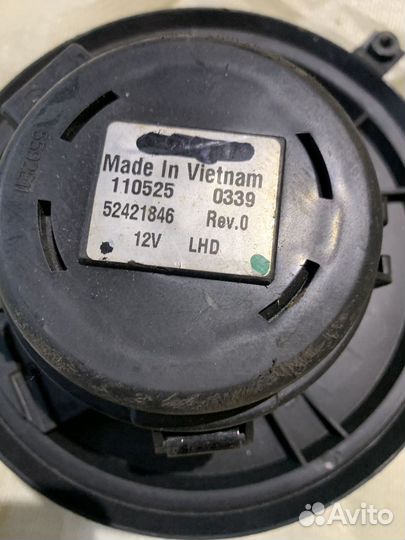 Made In Vietnam
110525 0339
52421846 Rev.0
12V LHD
Avito